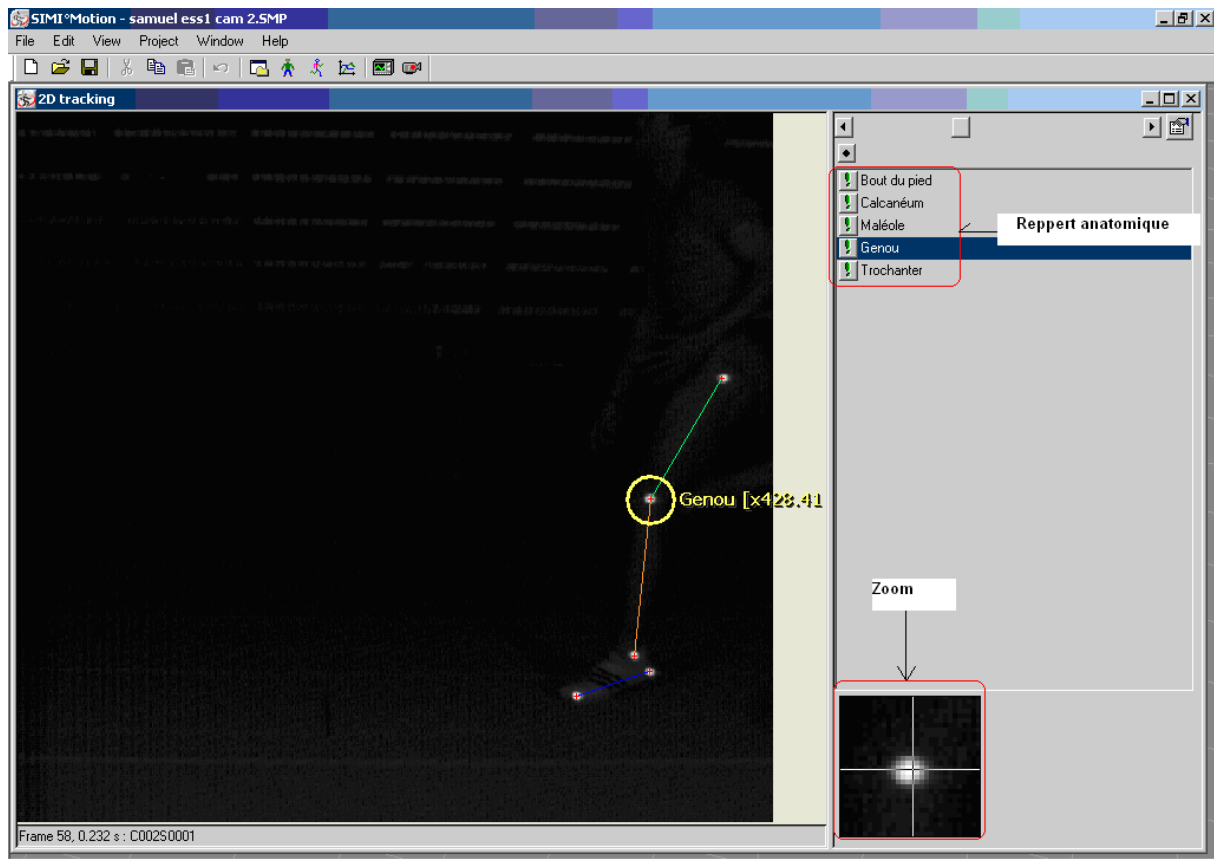 SIMI°Motion - samuel ess1 cam 2.SMP
File Edit View Project Window Help
2D tracking
Bout du pied
Calcanéum
Maléole
Genou
Trochanter
Reppert anatomique
Genou [x428.41
Zoom
Frame 58, 0.232 s : C002S0001